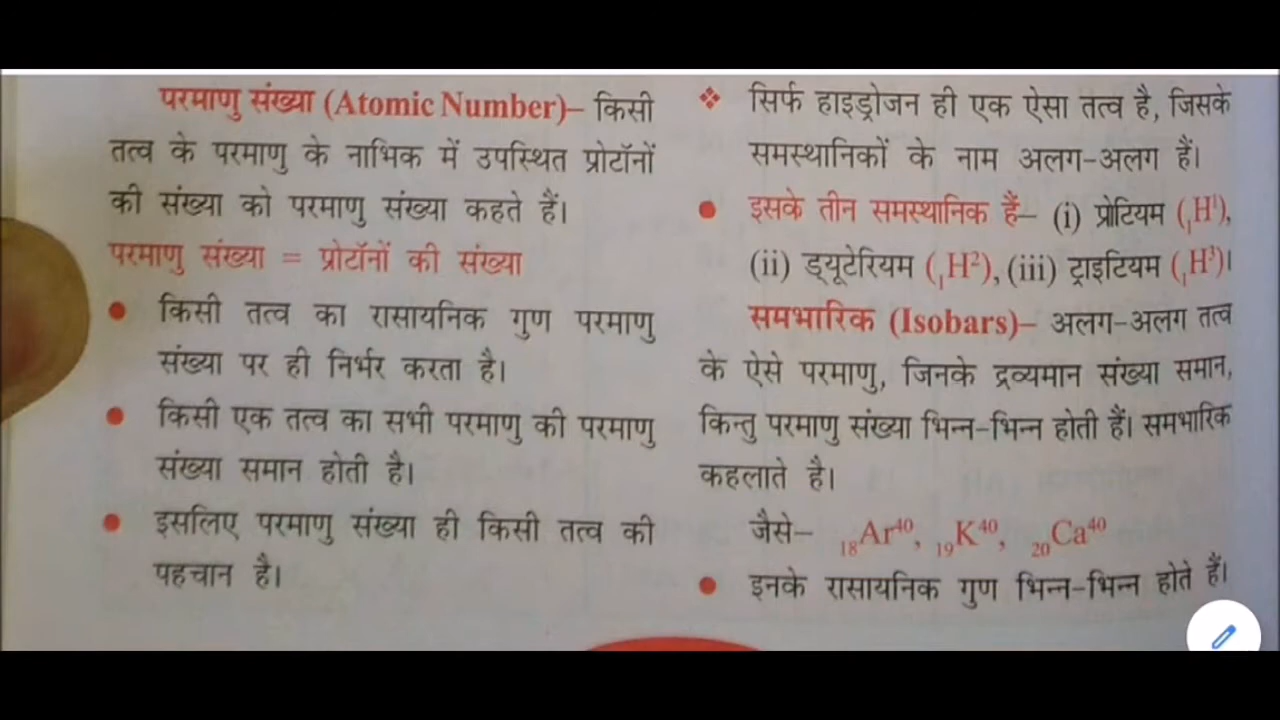 परमाणु संख्या (Atomic Number)– किसी
तत्व के परमाणु के नाभिक में उपस्थित प्रोटॉनों
की संख्या को परमाणु संख्या कहते हैं।
परमाणु संख्या = प्रोटॉनों की संख्या
● किसी तत्व का रासायनिक गुण परमाणु
संख्या पर ही निर्भर करता है।
● किसी एक तत्व का सभी परमाणु की परमाणु
संख्या समान होती है।
● इसलिए परमाणु संख्या ही किसी तत्व की
पहचान है।
❖ सिर्फ हाइड्रोजन ही एक ऐसा तत्व है, जिसके
समस्थानिकों के नाम अलग-अलग हैं।
● इसके तीन समस्थानिक हैं– (i) प्रोटियम (₁H¹),
(ii) ड्यूटेरियम (₁H²), (iii) ट्राइटियम (₁H³)।
समभारिक (Isobars)– अलग-अलग तत्व
के ऐसे परमाणु, जिनके द्रव्यमान संख्या समान,
किन्तु परमाणु संख्या भिन्न-भिन्न होती हैं। समभारिक
कहलाते है।
जैसे– ₁₈Ar⁴⁰, ₁₉K⁴⁰, ₂₀Ca⁴⁰
● इनके रासायनिक गुण भिन्न-भिन्न होते हैं।